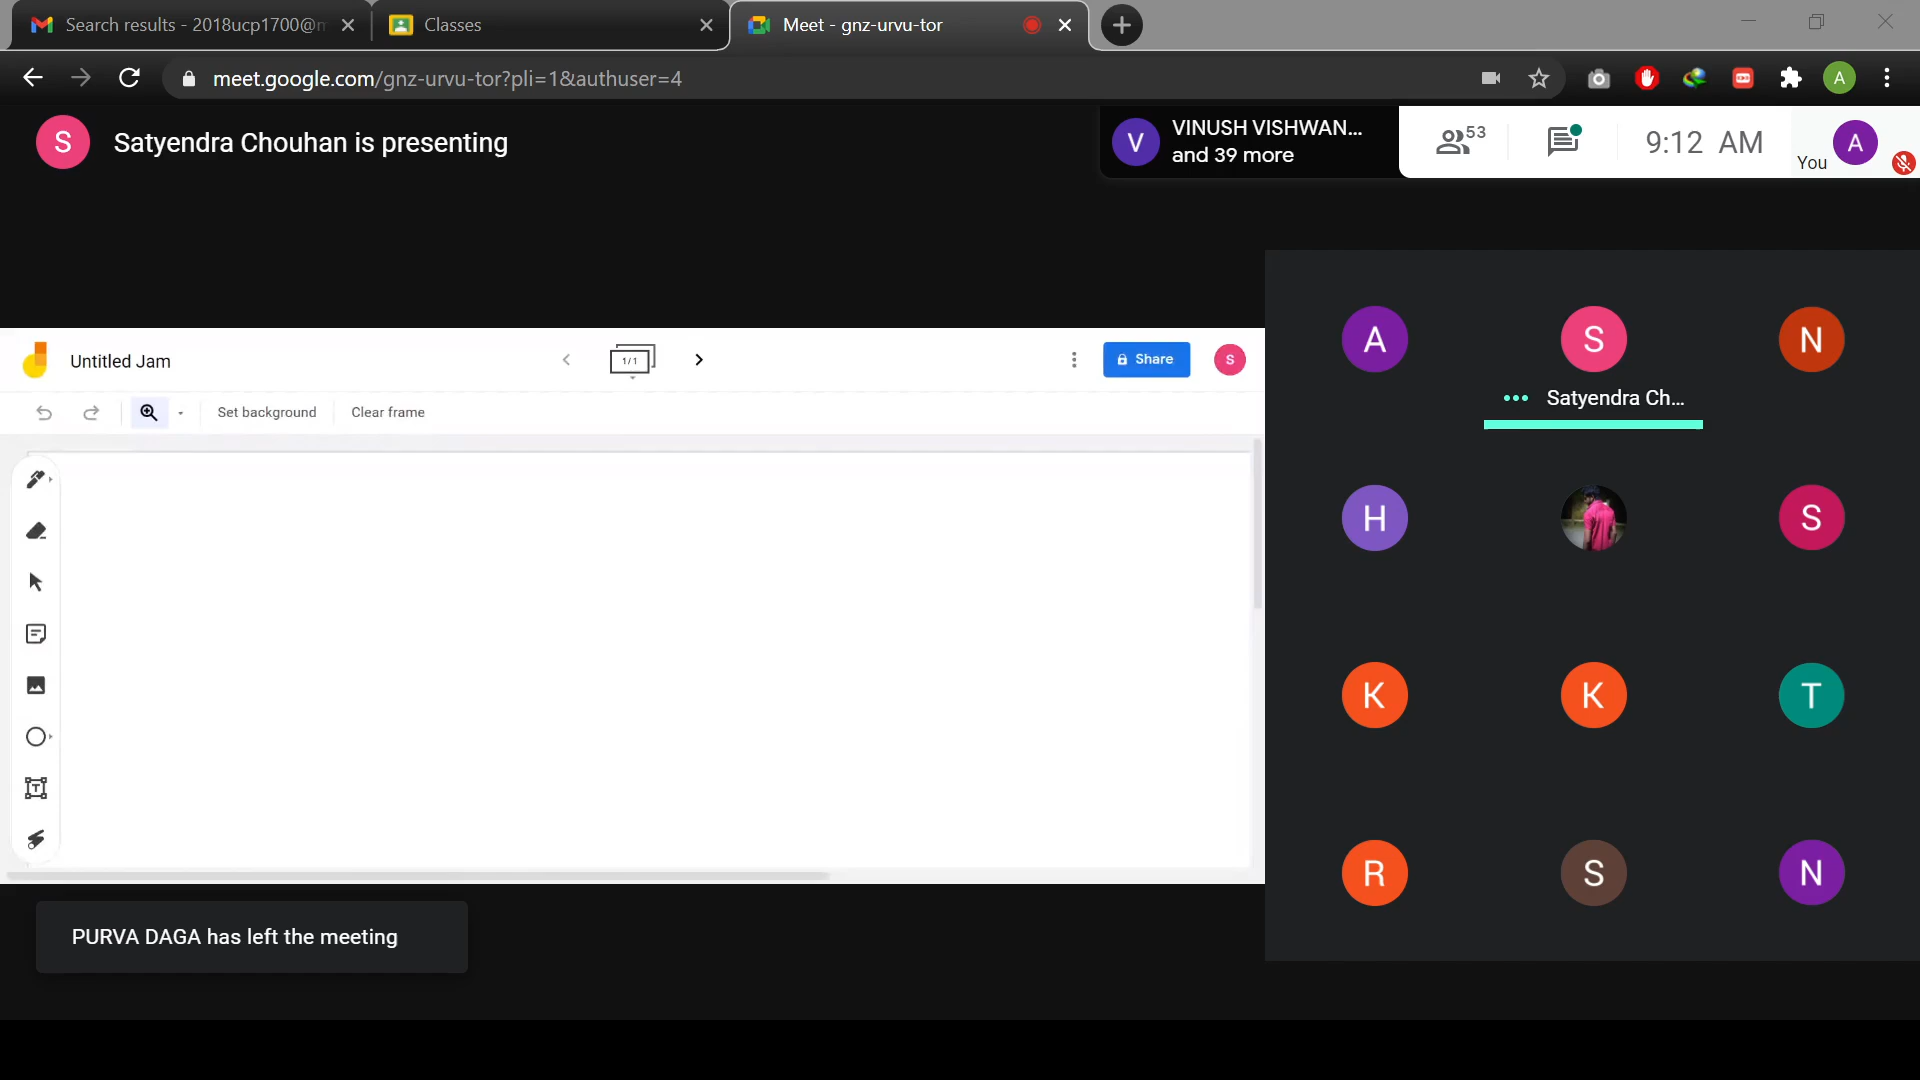 Search results - 2018ucp1700@m
Classes
Meet - gnz-urvu-tor
meet.google.com/gnz-urvu-tor?pli=1&authuser=4
A
S
Satyendra Chouhan is presenting
V
VINUSH VISHWAN...
and 39 more
53
9:12 AM
You
A
Untitled Jam
1/1
Share
S
Set background
Clear frame
A
S
N
Satyendra Ch...
H
S
K
K
T
R
S
N
PURVA DAGA has left the meeting